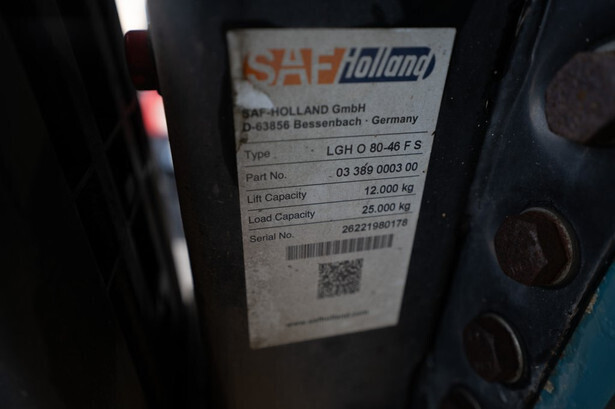 SAF Holland
SAF-HOLLAND GmbH
D-63856 Bessenbach · Germany
Type LGH O 80-46 F S
Part No. 03 389 0003 00
Lift Capacity 12.000 kg
Load Capacity 25.000 kg
Serial No. 26221980178
www.safholland.com